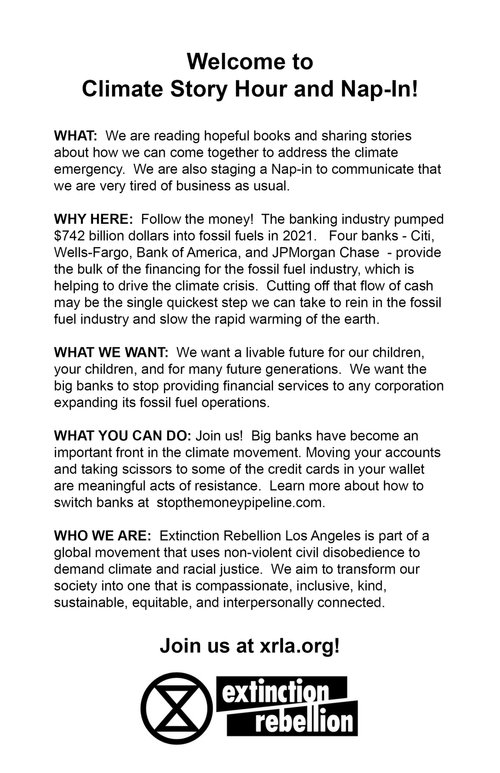 Welcome to
Climate Story Hour and Nap-In!
WHAT:  We are reading hopeful books and sharing stories
about how we can come together to address the climate
emergency.  We are also staging a Nap-in to communicate that
we are very tired of business as usual.
WHY HERE:  Follow the money!  The banking industry pumped
$742 billion dollars into fossil fuels in 2021.   Four banks - Citi,
Wells-Fargo, Bank of America, and JPMorgan Chase  - provide
the bulk of the financing for the fossil fuel industry, which is
helping to drive the climate crisis.  Cutting off that flow of cash
may be the single quickest step we can take to rein in the fossil
fuel industry and slow the rapid warming of the earth.
WHAT WE WANT:  We want a livable future for our children,
your children, and for many future generations.  We want the
big banks to stop providing financial services to any corporation
expanding its fossil fuel operations.
WHAT YOU CAN DO: Join us!  Big banks have become an
important front in the climate movement. Moving your accounts
and taking scissors to some of the credit cards in your wallet
are meaningful acts of resistance.  Learn more about how to
switch banks at  stopthemoneypipeline.com.
WHO WE ARE:  Extinction Rebellion Los Angeles is part of a
global movement that uses non-violent civil disobedience to
demand climate and racial justice.  We aim to transform our
society into one that is compassionate, inclusive, kind,
sustainable, equitable, and interpersonally connected.
Join us at xrla.org!
extinction
rebellion